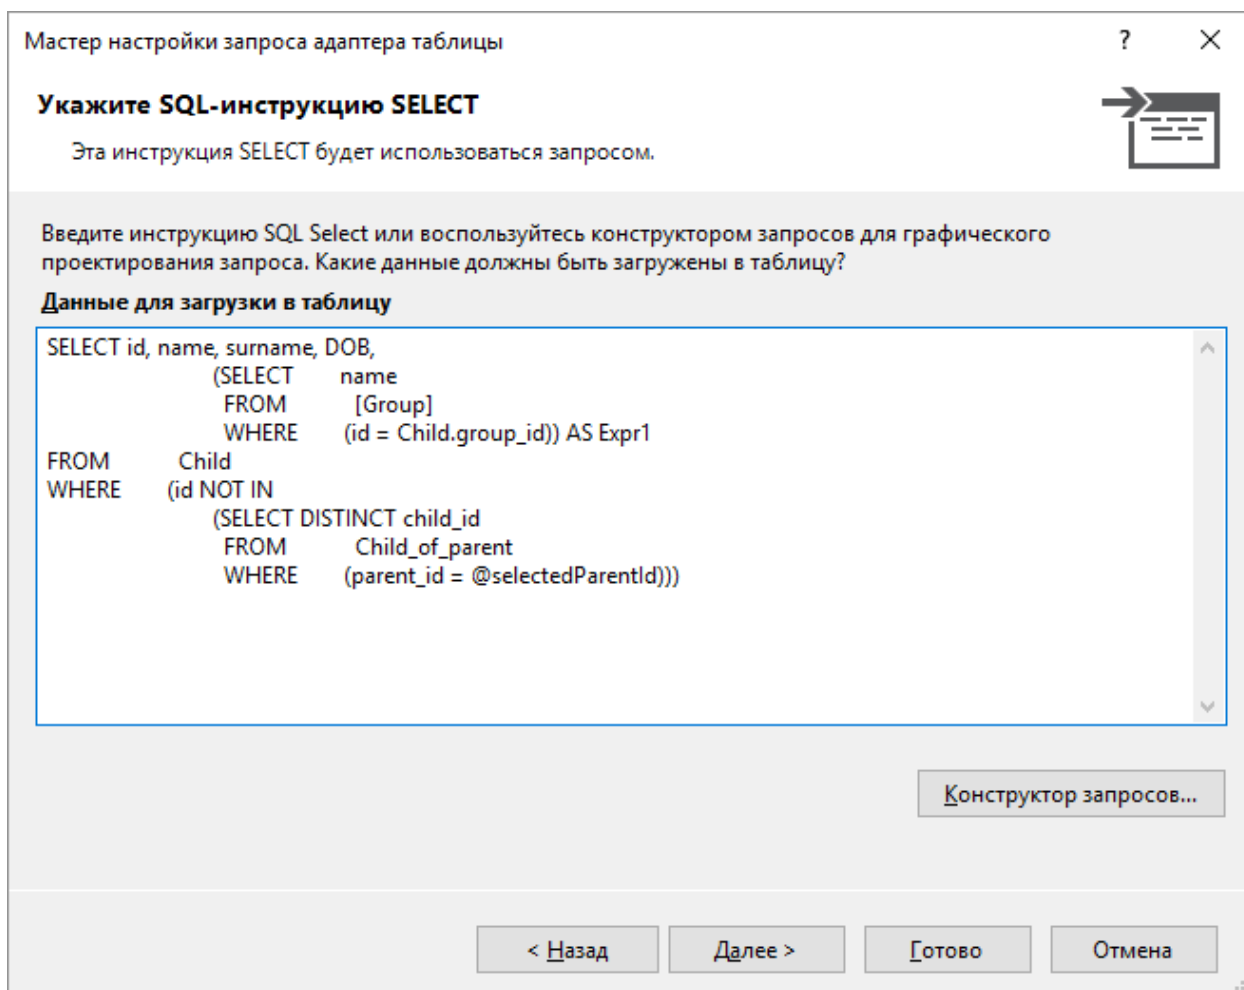 Мастер настройки запроса адаптера таблицы ?
Укажите SQL-инструкцию SELECT
Эта инструкция SELECT будет использоваться запросом.
Введите инструкцию SQL Select или воспользуйтесь конструктором запросов для графического
проектирования запроса. Какие данные должны быть загружены в таблицу?
Данные для загрузки в таблицу
SELECT id, name, surname, DOB,
(SELECT name
FROM [Group]
WHERE (id = Child.group_id)) AS Expr1
FROM Child
WHERE (id NOT IN
(SELECT DISTINCT child_id
FROM Child_of_parent
WHERE (parent_id = @selectedParentId)))
Конструктор запросов...
< Назад Далее > Готово Отмена